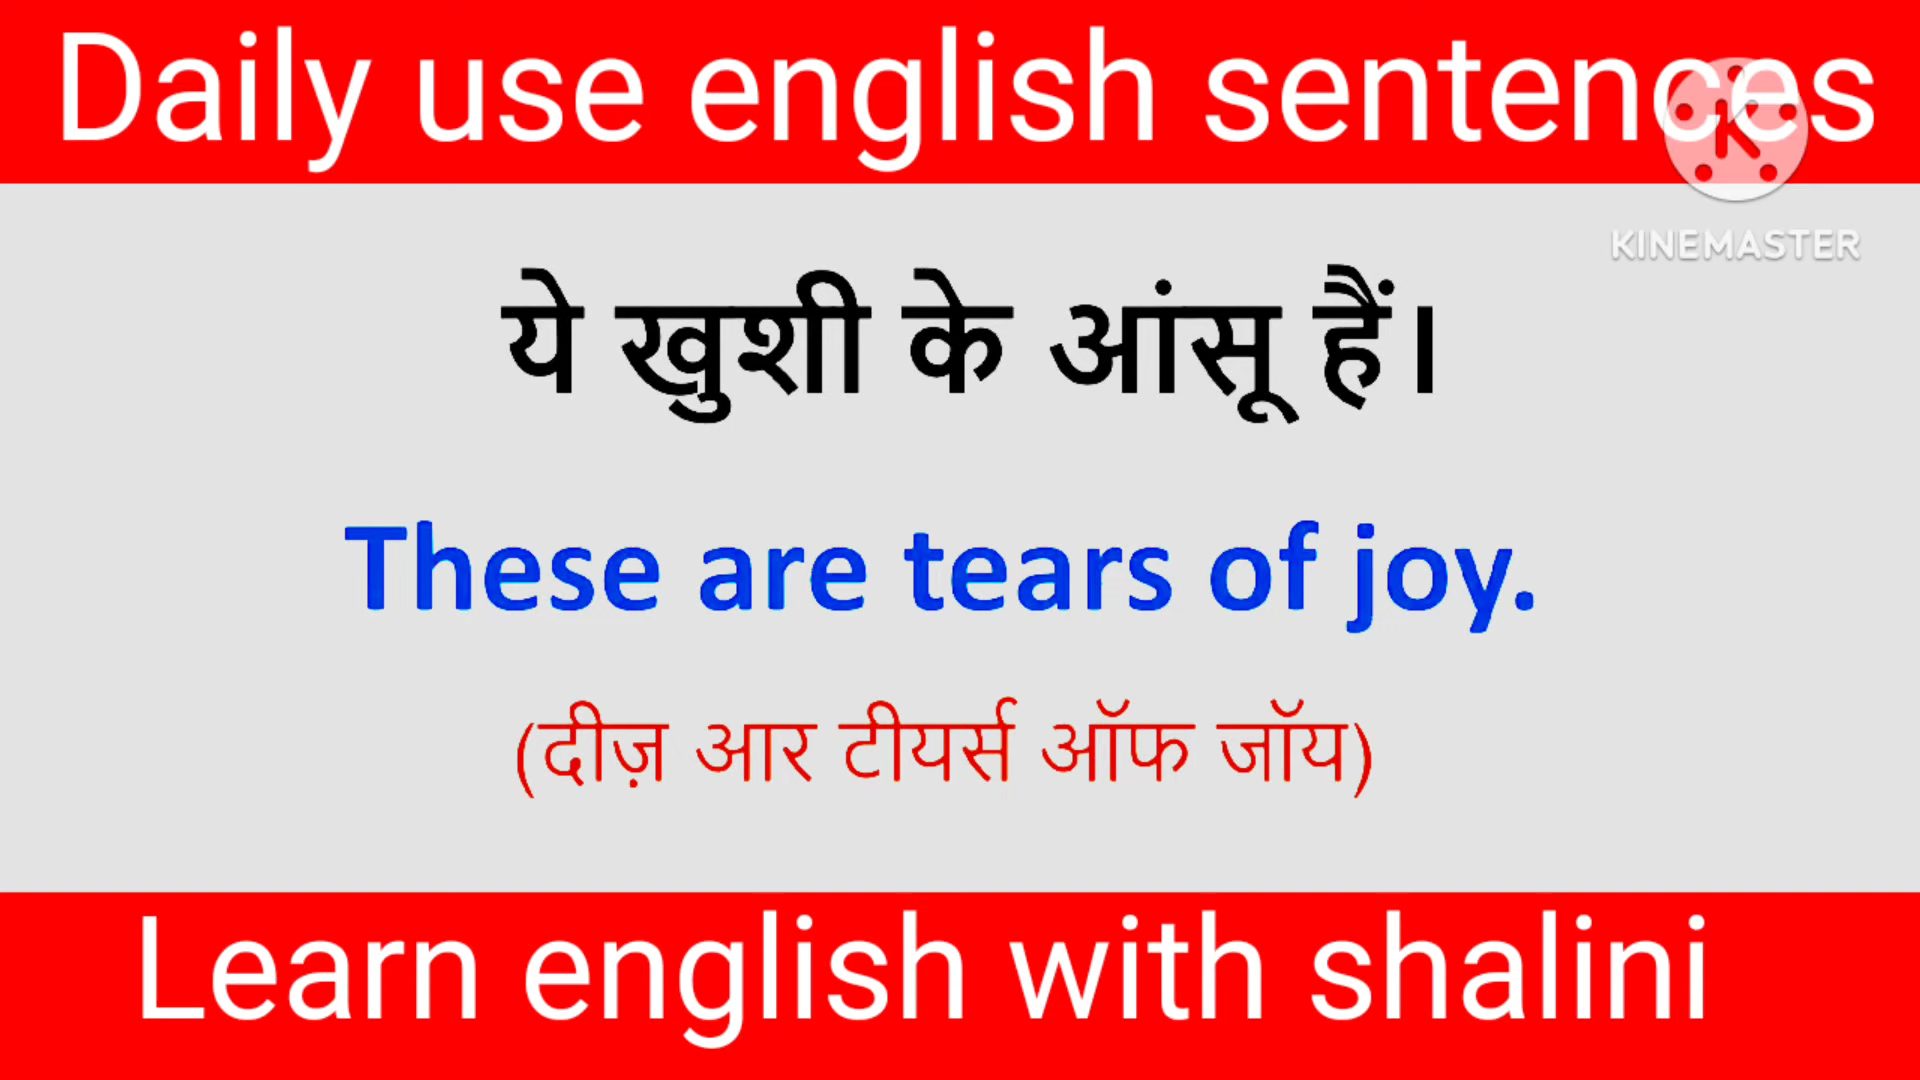 Daily use english sentences
KINEMASTER
ये खुशी के आंसू हैं।
These are tears of joy.
(दीज़ आर टीयर्स ऑफ जॉय)
Learn english with shalini